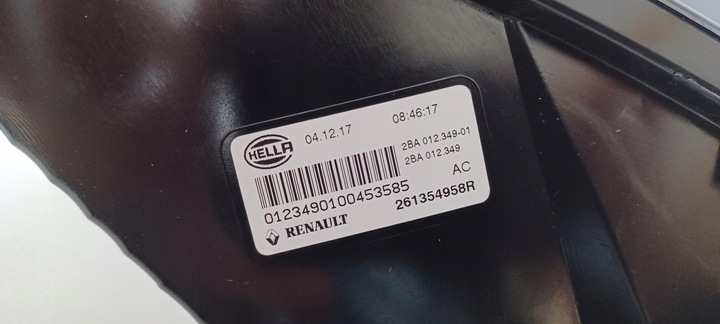 HELLA
04.12.17 08:46:17
2BA 012.349-01
2BA 012.349
AC
0123490100453585
261354958R
RENAULT